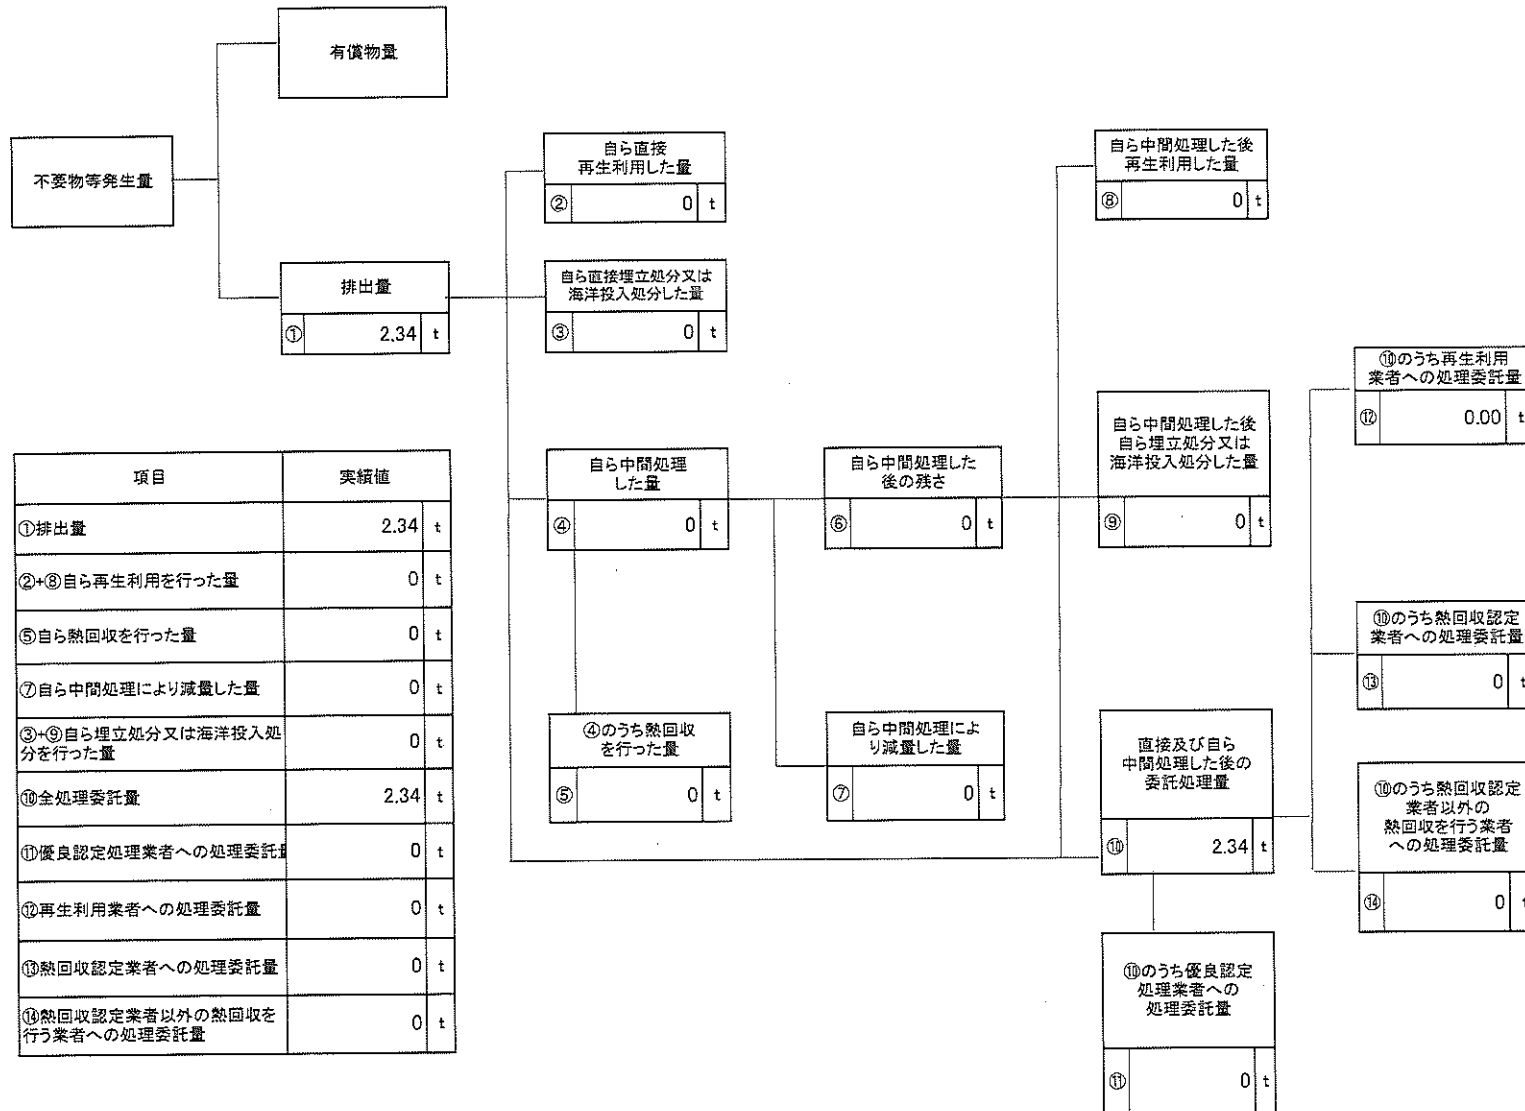 有償物量
不要物等発生量
排出量
① 2.34 t
自ら直接
再生利用した量
② 0 t
自ら直接埋立処分又は
海洋投入処分した量
③ 0 t
自ら中間処理
した量
④ 0 t
④のうち熱回収
を行った量
⑤ 0 t
自ら中間処理した
後の残さ
⑥ 0 t
自ら中間処理によ
り減量した量
⑦ 0 t
自ら中間処理した後
再生利用した量
⑧ 0 t
自ら中間処理した後
自ら埋立処分又は
海洋投入処分した量
⑨ 0 t
直接及び自ら
中間処理した後の
委託処理量
⑩ 2.34 t
⑩のうち優良認定
処理業者への
処理委託量
⑪ 0 t
⑩のうち再生利用
業者への処理委託量
⑫ 0.00 t
⑩のうち熱回収認定
業者への処理委託量
⑬ 0 t
⑩のうち熱回収認定
業者以外の
熱回収を行う業者
への処理委託量
⑭ 0 t
項目 実績値
①排出量 2.34 t
②+⑧自ら再生利用を行った量 0 t
⑤自ら熱回収を行った量 0 t
⑦自ら中間処理により減量した量 0 t
③+⑨自ら埋立処分又は海洋投入処
分を行った量 0 t
⑩全処理委託量 2.34 t
⑪優良認定処理業者への処理委託 0 t
⑫再生利用業者への処理委託量 0 t
⑬熱回収認定業者への処理委託量 0 t
⑭熱回収認定業者以外の熱回収を
行う業者への処理委託量 0 t